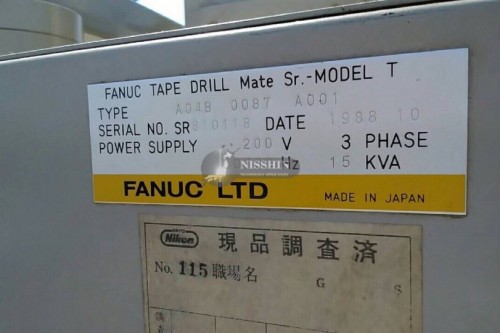 FANUC TAPE DRILL Mate Sr.-MODEL T
TYPE A04B 0087 A001
SERIAL NO. SR 810118 DATE 1988 10
POWER SUPPLY ~ 200 V 3 PHASE
Hz 15 KVA
NISSHIN
FANUC LTD MADE IN JAPAN
Nikon 現品調査済
No. 115 職場名 G S